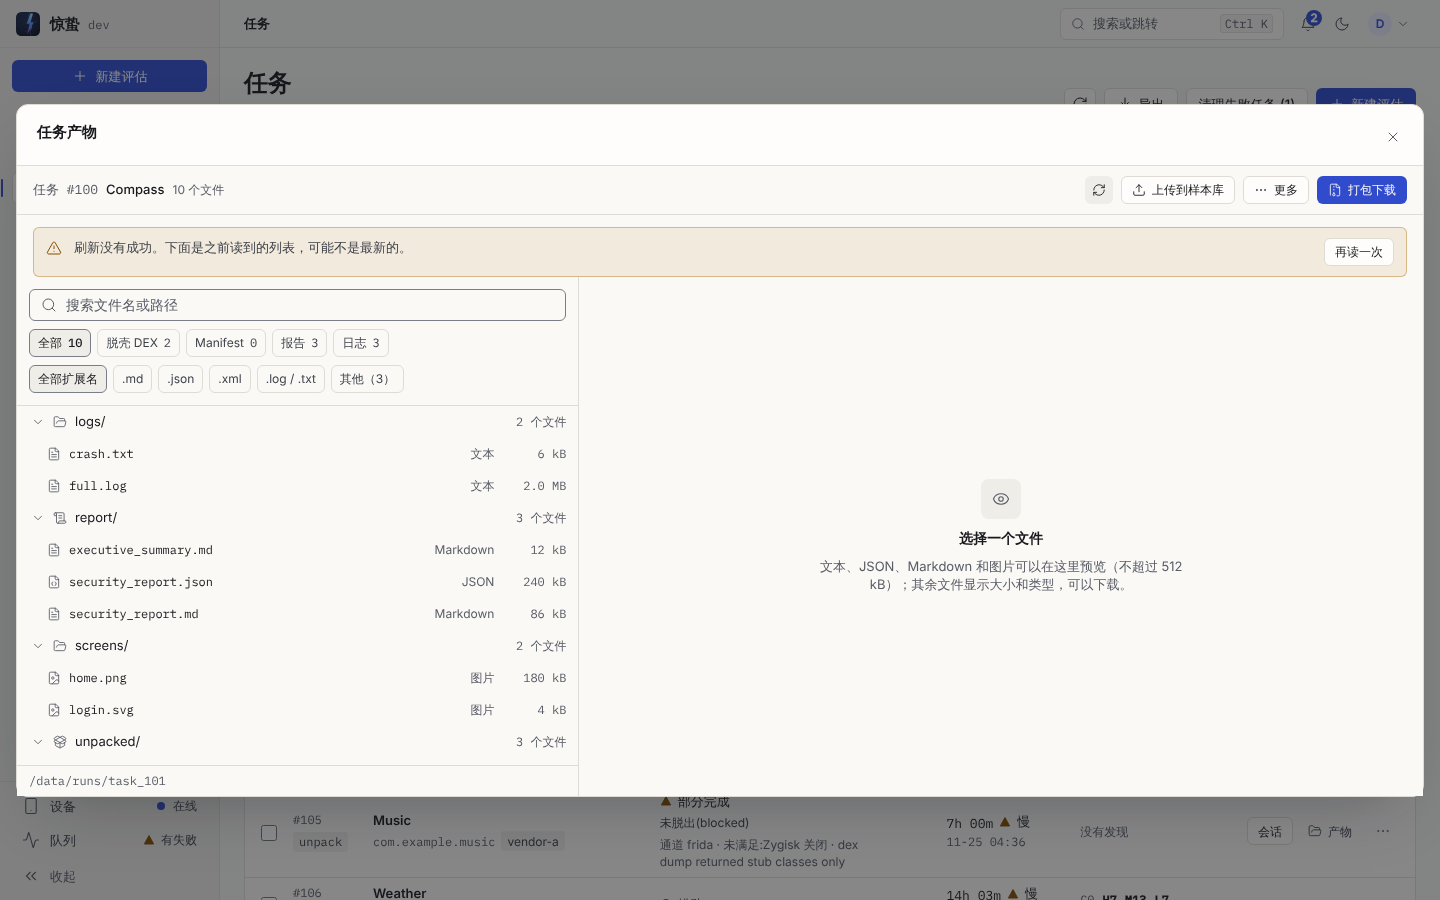 惊蛰 dev
任务
搜索或跳转 Ctrl K
2
D
新建评估
任务
导出
清理失败任务 (1)
新建评估
任务产物
任务 #100 Compass 10 个文件
上传到样本库
更多
打包下载
刷新没有成功。下面是之前读到的列表，可能不是最新的。
再读一次
搜索文件名或路径
全部 10 脱壳 DEX 2 Manifest 0 报告 3 日志 3
全部扩展名 .md .json .xml .log / .txt 其他（3）
logs/ 2 个文件
crash.txt 文本 6 kB
full.log 文本 2.0 MB
report/ 3 个文件
executive_summary.md Markdown 12 kB
security_report.json JSON 240 kB
security_report.md Markdown 86 kB
screens/ 2 个文件
home.png 图片 180 kB
login.svg 图片 4 kB
unpacked/ 3 个文件
/data/runs/task_101
选择一个文件
文本、JSON、Markdown 和图片可以在这里预览（不超过 512
kB）；其余文件显示大小和类型，可以下载。
设备 在线
队列 有失败
收起
#105
unpack
Music
com.example.music vendor-a
部分完成
未脱出(blocked)
通道 frida · 未满足:Zygisk 关闭 · dex
dump returned stub classes only
7h 00m 慢
11-25 04:36
没有发现
会话 产物
#106
Weather
14h 03m 慢